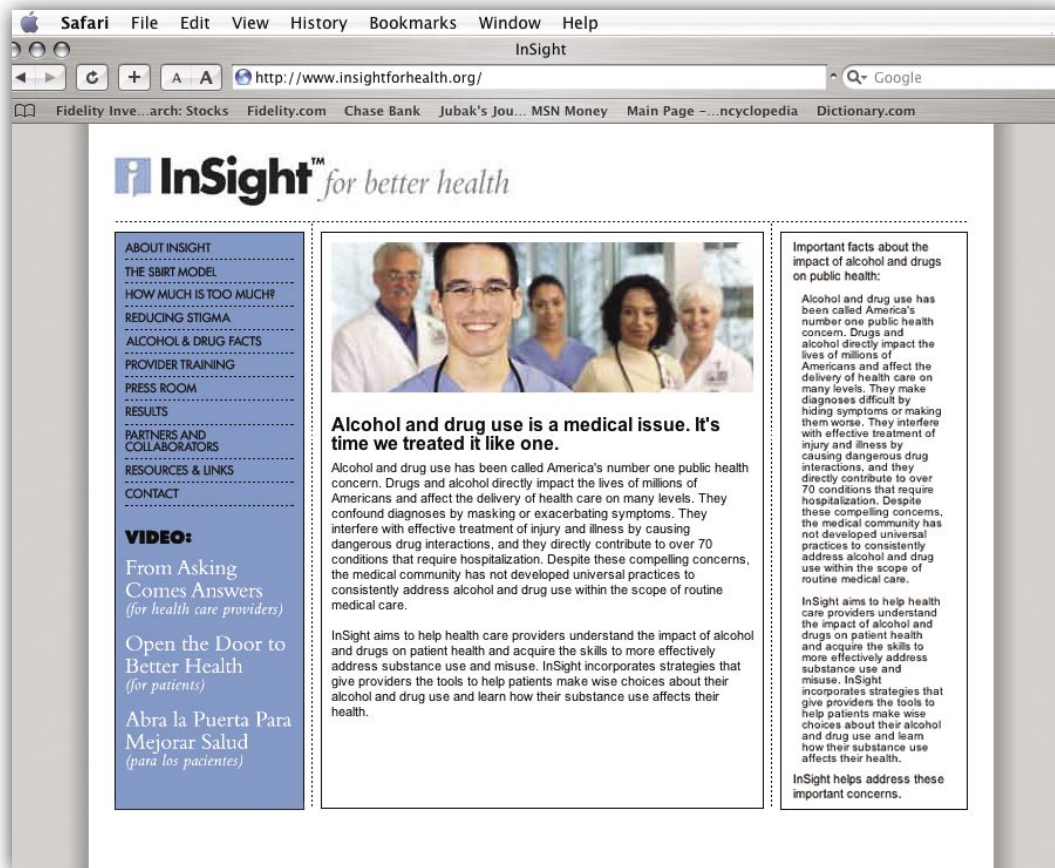 Safari File Edit View History Bookmarks Window Help
InSight
A A http://www.insightforhealth.org/ Google
Fidelity Inve...arch: Stocks Fidelity.com Chase Bank Jubak's Jou... MSN Money Main Page -...ncyclopedia Dictionary.com
InSight™ for better health
ABOUT INSIGHT
THE SBIRT MODEL
HOW MUCH IS TOO MUCH?
REDUCING STIGMA
ALCOHOL & DRUG FACTS
PROVIDER TRAINING
PRESS ROOM
RESULTS
PARTNERS AND
COLLABORATORS
RESOURCES & LINKS
CONTACT
VIDEO:
From Asking
Comes Answers
(for health care providers)
Open the Door to
Better Health
(for patients)
Abra la Puerta Para
Mejorar Salud
(para los pacientes)
Alcohol and drug use is a medical issue. It's
time we treated it like one.
Alcohol and drug use has been called America's number one public health
concern. Drugs and alcohol directly impact the lives of millions of
Americans and affect the delivery of health care on many levels. They
confound diagnoses by masking or exacerbating symptoms. They
interfere with effective treatment of injury and illness by causing
dangerous drug interactions, and they directly contribute to over 70
conditions that require hospitalization. Despite these compelling concerns,
the medical community has not developed universal practices to
consistently address alcohol and drug use within the scope of routine
medical care.
InSight aims to help health care providers understand the impact of alcohol
and drugs on patient health and acquire the skills to more effectively
address substance use and misuse. InSight incorporates strategies that
give providers the tools to help patients make wise choices about their
alcohol and drug use and learn how their substance use affects their
health.
Important facts about the
impact of alcohol and drugs
on public health:
Alcohol and drug use has
been called America's
number one public health
concern. Drugs and
alcohol directly impact the
lives of millions of
Americans and affect the
delivery of health care on
many levels. They make
diagnoses difficult by
hiding symptoms or making
them worse. They interfere
with effective treatment of
injury and illness by
causing dangerous drug
interactions, and they
directly contribute to over
70 conditions that require
hospitalization. Despite
these compelling concerns,
the medical community has
not developed universal
practices to consistently
address alcohol and drug
use within the scope of
routine medical care.
InSight aims to help health
care providers understand
the impact of alcohol and
drugs on patient health
and acquire the skills to
more effectively address
substance use and
misuse. InSight
incorporates strategies that
give providers the tools to
help patients make wise
choices about their alcohol
and drug use and learn
how their substance use
affects their health.
InSight helps address these
important concerns.